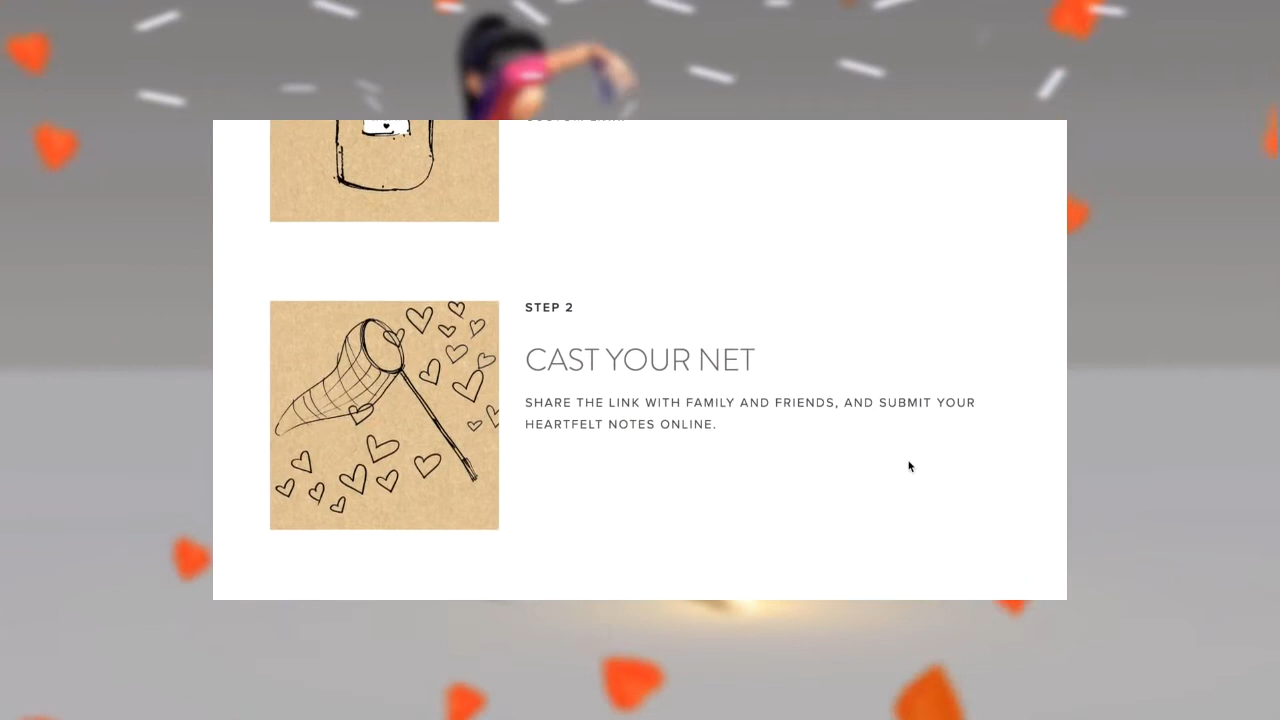 STEP 2
CAST YOUR NET
SHARE THE LINK WITH FAMILY AND FRIENDS, AND SUBMIT YOUR
HEARTFELT NOTES ONLINE.